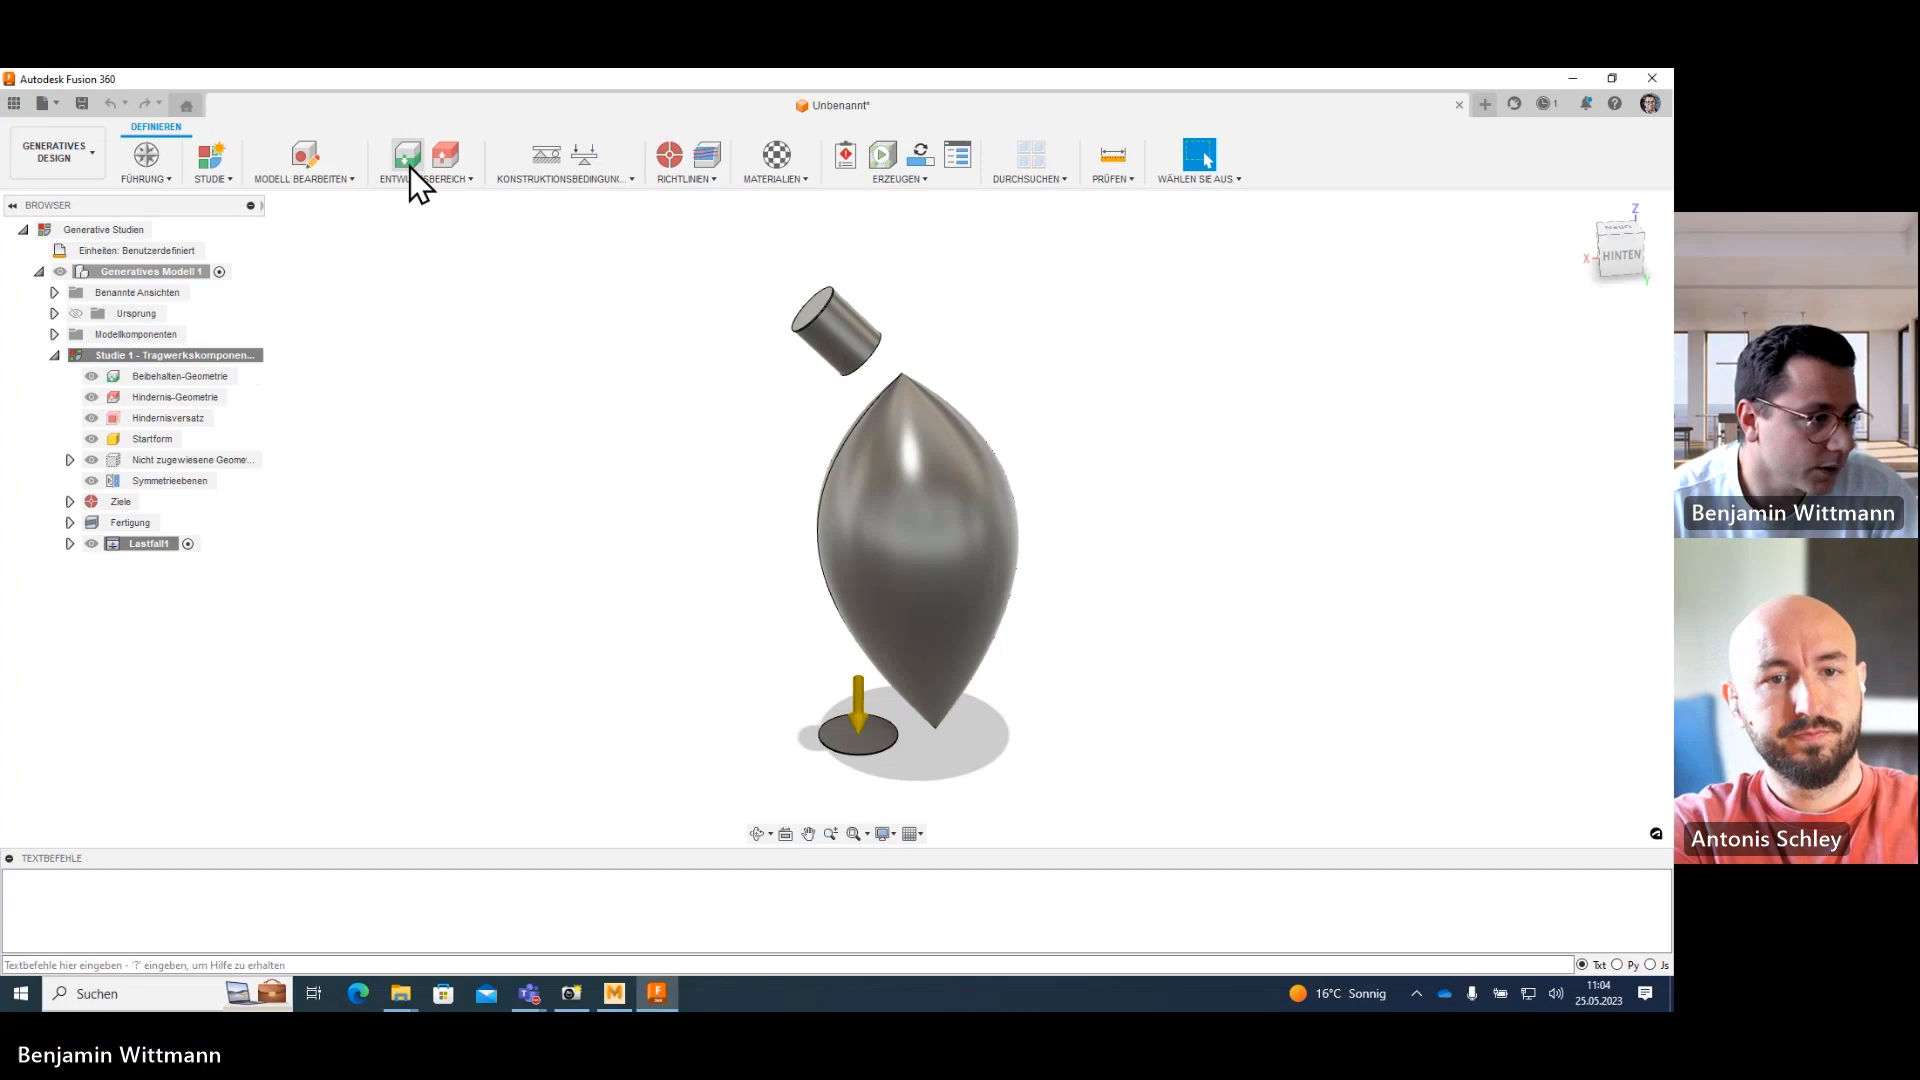 Autodesk Fusion 360
Unbenannt*
1
GENERATIVES
DESIGN
DEFINIEREN
FÜHRUNG
STUDIE
MODELL BEARBEITEN
ENTWU SBEREICH
KONSTRUKTIONSBEDINGUN...
RICHTLINIEN
MATERIALIEN
ERZEUGEN
DURCHSUCHEN
PRÜFEN
WÄHLEN SIE AUS
BROWSER
Generative Studien
Einheiten: Benutzerdefiniert
Generatives Modell 1
Benannte Ansichten
Ursprung
Modellkomponenten
Studie 1 - Tragwerkskomponen...
Beibehalten-Geometrie
Hindernis-Geometrie
Hindernisversatz
Startform
Nicht zugewiesene Geome...
Symmetrieebenen
Ziele
Fertigung
Lastfall1
Z
X
HINTEN
Y
TEXTBEFEHLE
Textbefehle hier eingeben - '?' eingeben, um Hilfe zu erhalten
Txt Py Js
Suchen
16°C Sonnig
11:04
25.05.2023
Benjamin Wittmann
Antonis Schley
Benjamin Wittmann